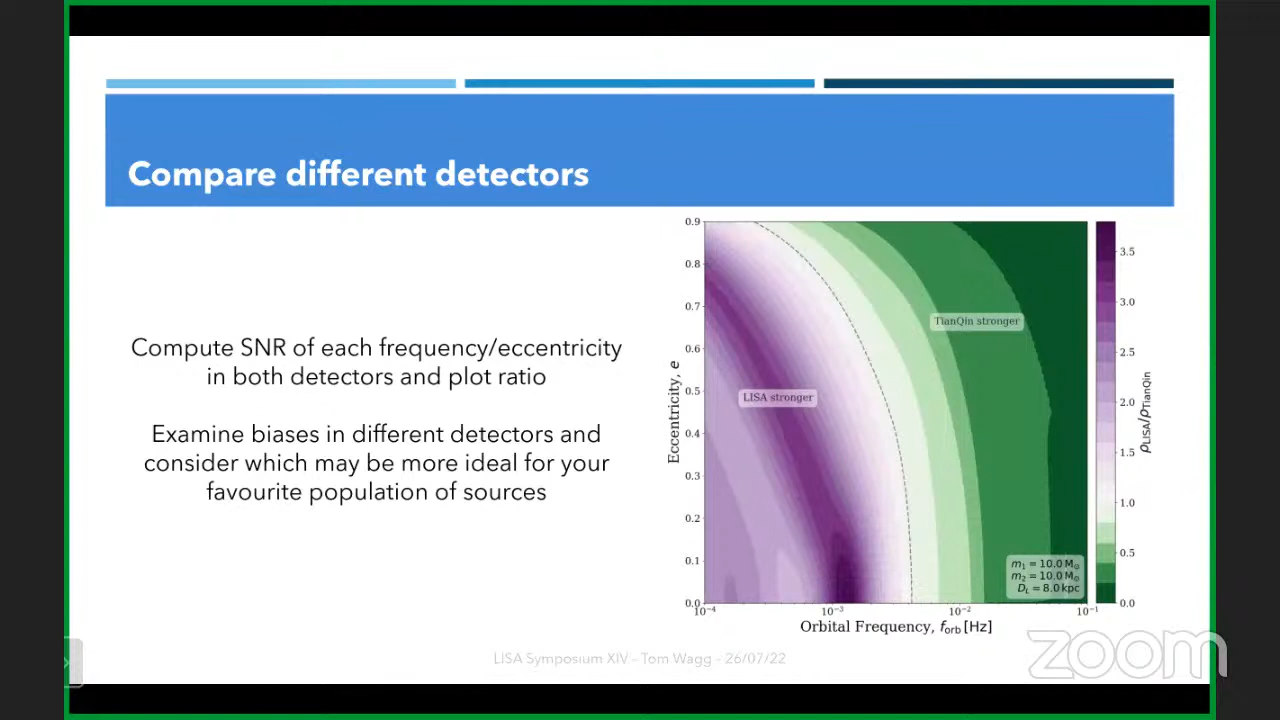 Compare different detectors
Compute SNR of each frequency/eccentricity
in both detectors and plot ratio
Examine biases in different detectors and
consider which may be more ideal for your
favourite population of sources
0.9
0.8
0.7
0.6
0.5
0.4
0.3
0.2
0.1
0.0
Eccentricity, e
TianQin stronger
LISA stronger
m₁ = 10.0 M☉
m₂ = 10.0 M☉
D_L = 8.0 kpc
10⁻⁴ 10⁻³ 10⁻² 10⁻¹
Orbital Frequency, f_orb [Hz]
3.5
3.0
2.5
2.0
1.5
1.0
0.5
0.0
ρ_LISA/ρ_TianQin
LISA Symposium XIV – Tom Wagg – 26/07/22
zoom